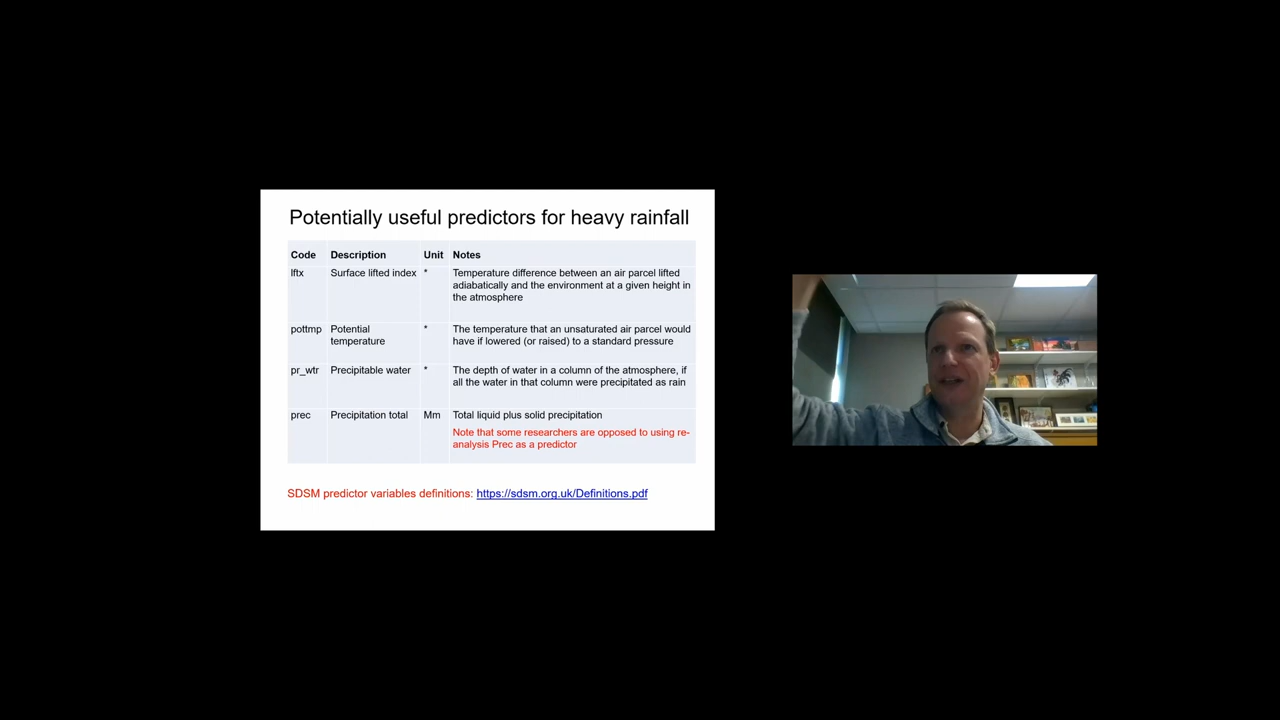 Potentially useful predictors for heavy rainfall
Code Description Unit Notes
lftx Surface lifted index * Temperature difference between an air parcel lifted
adiabatically and the environment at a given height in
the atmosphere
pottmp Potential * The temperature that an unsaturated air parcel would
temperature have if lowered (or raised) to a standard pressure
pr_wtr Precipitable water * The depth of water in a column of the atmosphere, if
all the water in that column were precipitated as rain
prec Precipitation total Mm Total liquid plus solid precipitation
Note that some researchers are opposed to using re-
analysis Prec as a predictor
SDSM predictor variables definitions: https://sdsm.org.uk/Definitions.pdf